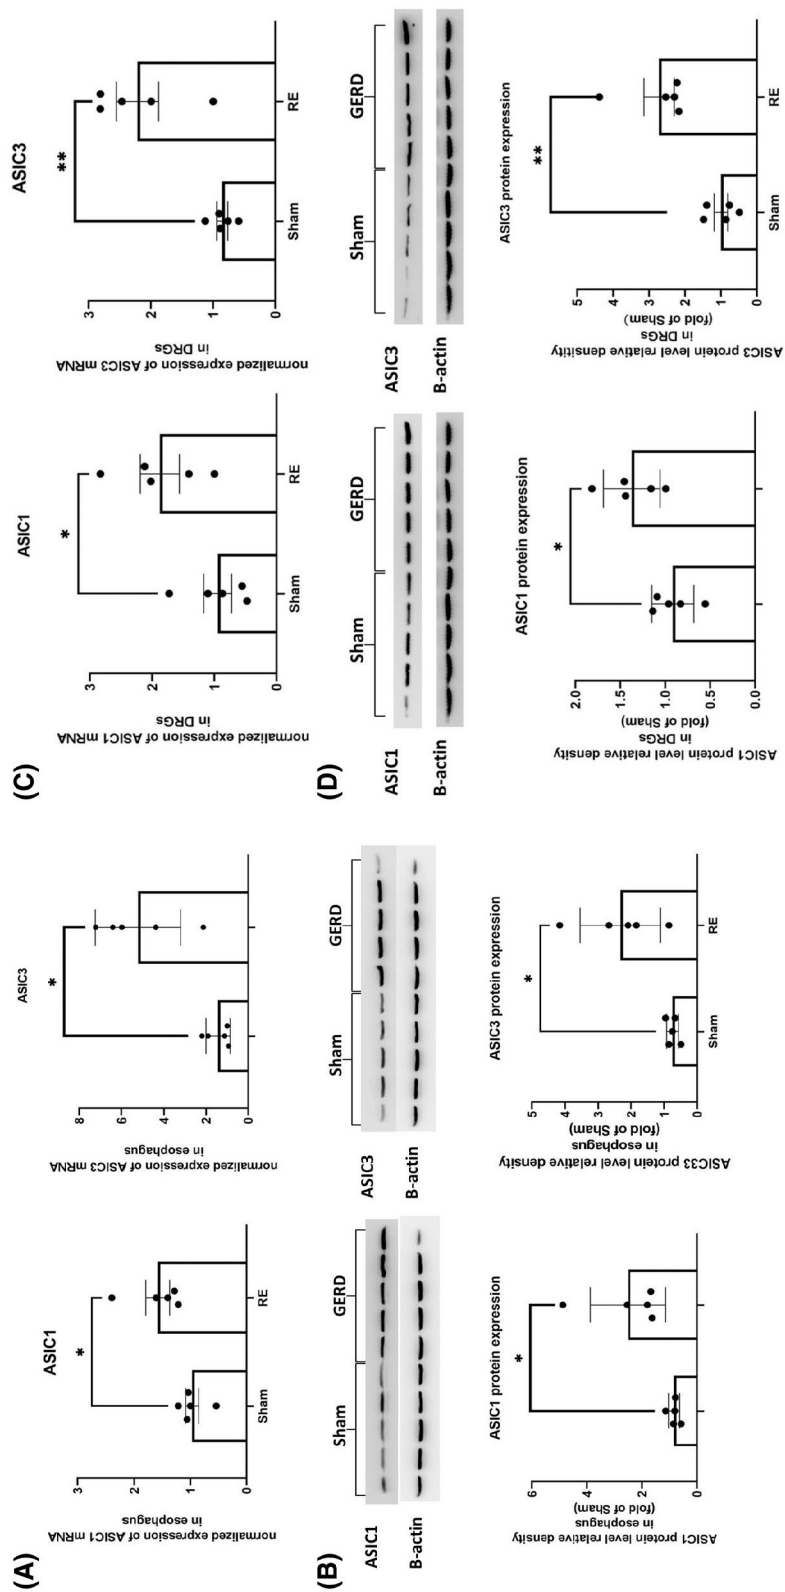 (A)
ASIC1
*
normalized expression of ASIC1 mRNA
in esophagus
3
2
1
0
Sham
RE
ASIC3
*
normalized expression of ASIC3 mRNA
in esophagus
8
6
4
2
0
Sham
RE
(B)
Sham
GERD
ASIC1
B-actin
Sham
GERD
ASIC3
B-actin
ASIC1 protein expression
*
ASIC1 protein level relative density
in esophagus
(fold of Sham)
6
4
2
0
ASIC3 protein expression
*
ASIC33 protein level relative density
in esophagus
(fold of Sham)
5
4
3
2
1
0
Sham
RE
(C)
ASIC1
*
normalized expression of ASIC1 mRNA
in DRGs
3
2
1
0
Sham
RE
ASIC3
**
normalized expression of ASIC3 mRNA
in DRGs
3
2
1
0
Sham
RE
(D)
Sham
GERD
ASIC1
B-actin
Sham
GERD
ASIC3
B-actin
ASIC1 protein expression
*
ASIC1 protein level relative density
in DRGs
(fold of Sham)
2.0
1.5
1.0
0.5
0.0
ASIC3 protein expression
**
ASIC3 protein level relative densitity
in DRGs
(fold of Sham)
5
4
3
2
1
0
Sham
RE